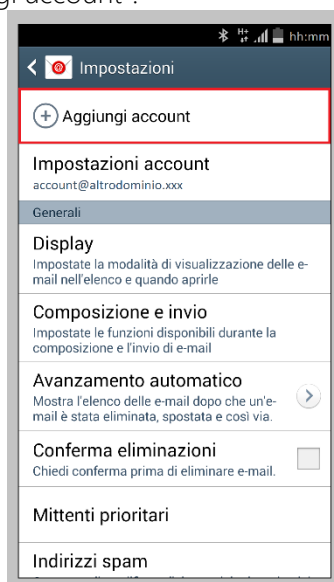 gi account".
hh:mm
Impostazioni
Aggiungi account
Impostazioni account
account@altrodominio.xxx
Generali
Display
Impostate la modalità di visualizzazione delle e-
mail nell'elenco e quando aprirle
Composizione e invio
Impostate le funzioni disponibili durante la
composizione e l'invio di e-mail
Avanzamento automatico
Mostra l'elenco delle e-mail dopo che un'e-
mail è stata eliminata, spostata e così via.
Conferma eliminazioni
Chiedi conferma prima di eliminare e-mail.
Mittenti prioritari
Indirizzi spam